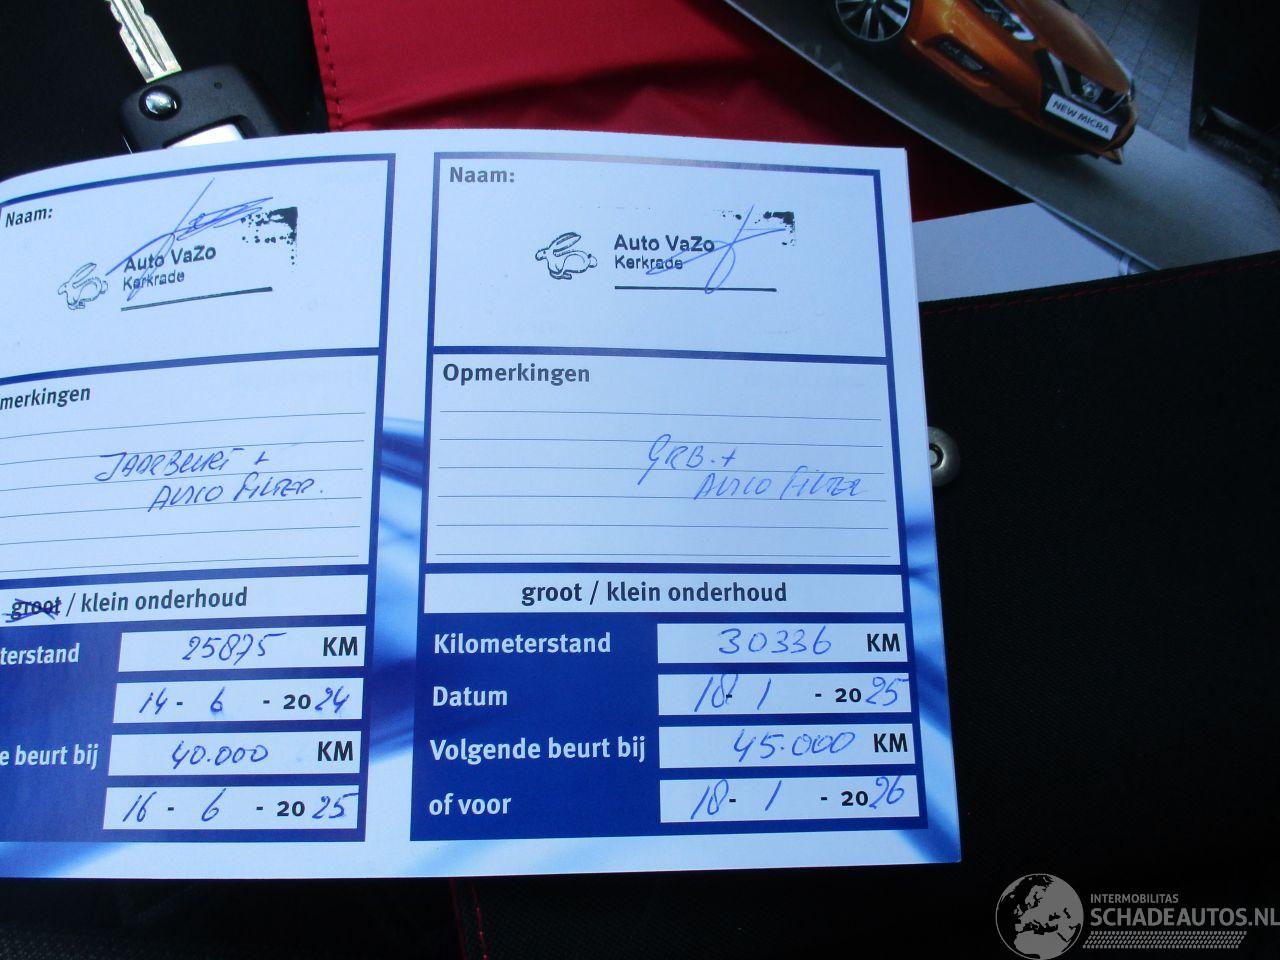 NEW MICRA
Naam:
Auto VaZo
Kerkrade
merkingen
JAARBEURT +
AIRCO FILTER.
groot / klein onderhoud
terstand 25875 KM
14 - 6 - 2024
e beurt bij 40.000 KM
16 - 6 - 2025
Naam:
Auto VaZo
Kerkrade
Opmerkingen
GRB. +
AIRCO FILTER
groot / klein onderhoud
Kilometerstand 30336 KM
Datum 18 - 1 - 2025
Volgende beurt bij 45.000 KM
of voor 18 - 1 - 2026
INTERMOBILITAS
SCHADEAUTOS.NL